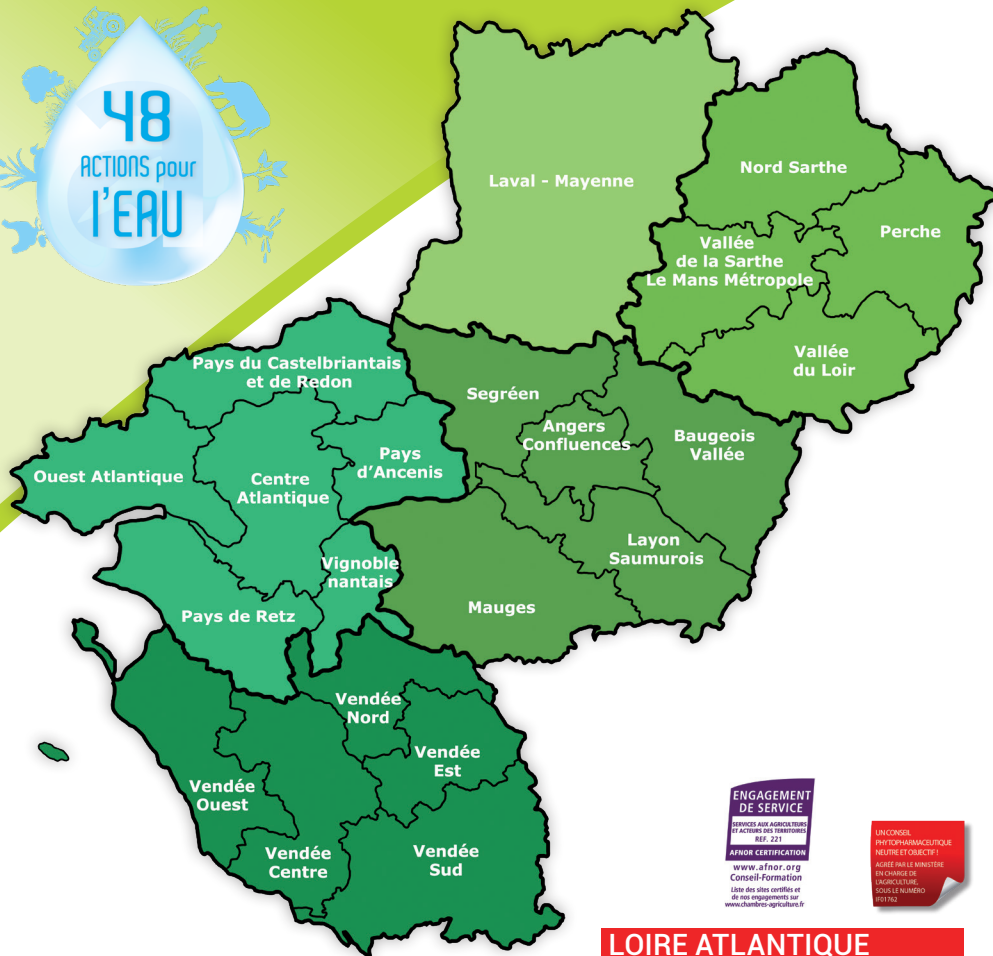 48
ACTIONS pour
l'EAU
Laval - Mayenne
Nord Sarthe
Perche
Vallée
de la Sarthe
Le Mans Métropole
Vallée
du Loir
Pays du Castelbriantais
et de Redon
Segréen
Angers
Confluences
Baugeois
Vallée
Ouest Atlantique
Centre
Atlantique
Pays
d'Ancenis
Layon
Saumurois
Vignoble
nantais
Mauges
Pays de Retz
Vendée
Nord
Vendée
Est
Vendée
Ouest
Vendée
Centre
Vendée
Sud
ENGAGEMENT
DE SERVICE
SERVICES AUX AGRICULTEURS
ET ACTEURS DES TERRITOIRES
REF. 221
AFNOR CERTIFICATION
www.afnor.org
Conseil-Formation
Liste des sites certifiés et
de nos engagements sur
www.chambres-agriculture.fr
UN CONSEIL
PHYTOPHARMACEUTIQUE
NEUTRE ET OBJECTIF !
AGRÉÉ PAR LE MINISTÈRE
EN CHARGE DE
L'AGRICULTURE,
SOUS LE NUMÉRO
IF01762
LOIRE ATLANTIQUE